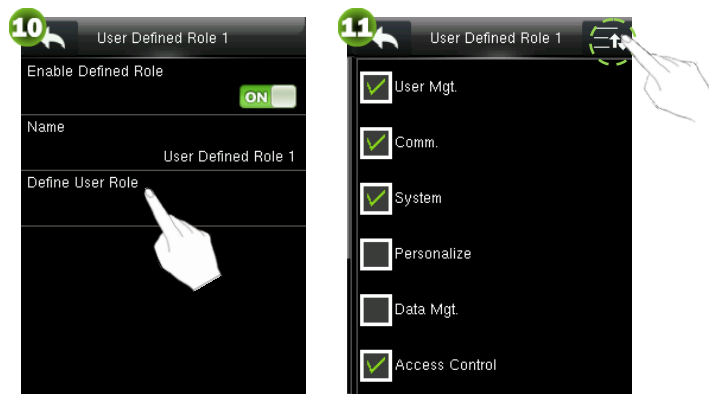 10
User Defined Role 1
Enable Defined Role
ON
Name
User Defined Role 1
Define User Role
11
User Defined Role 1
User Mgt.
Comm.
System
Personalize
Data Mgt.
Access Control